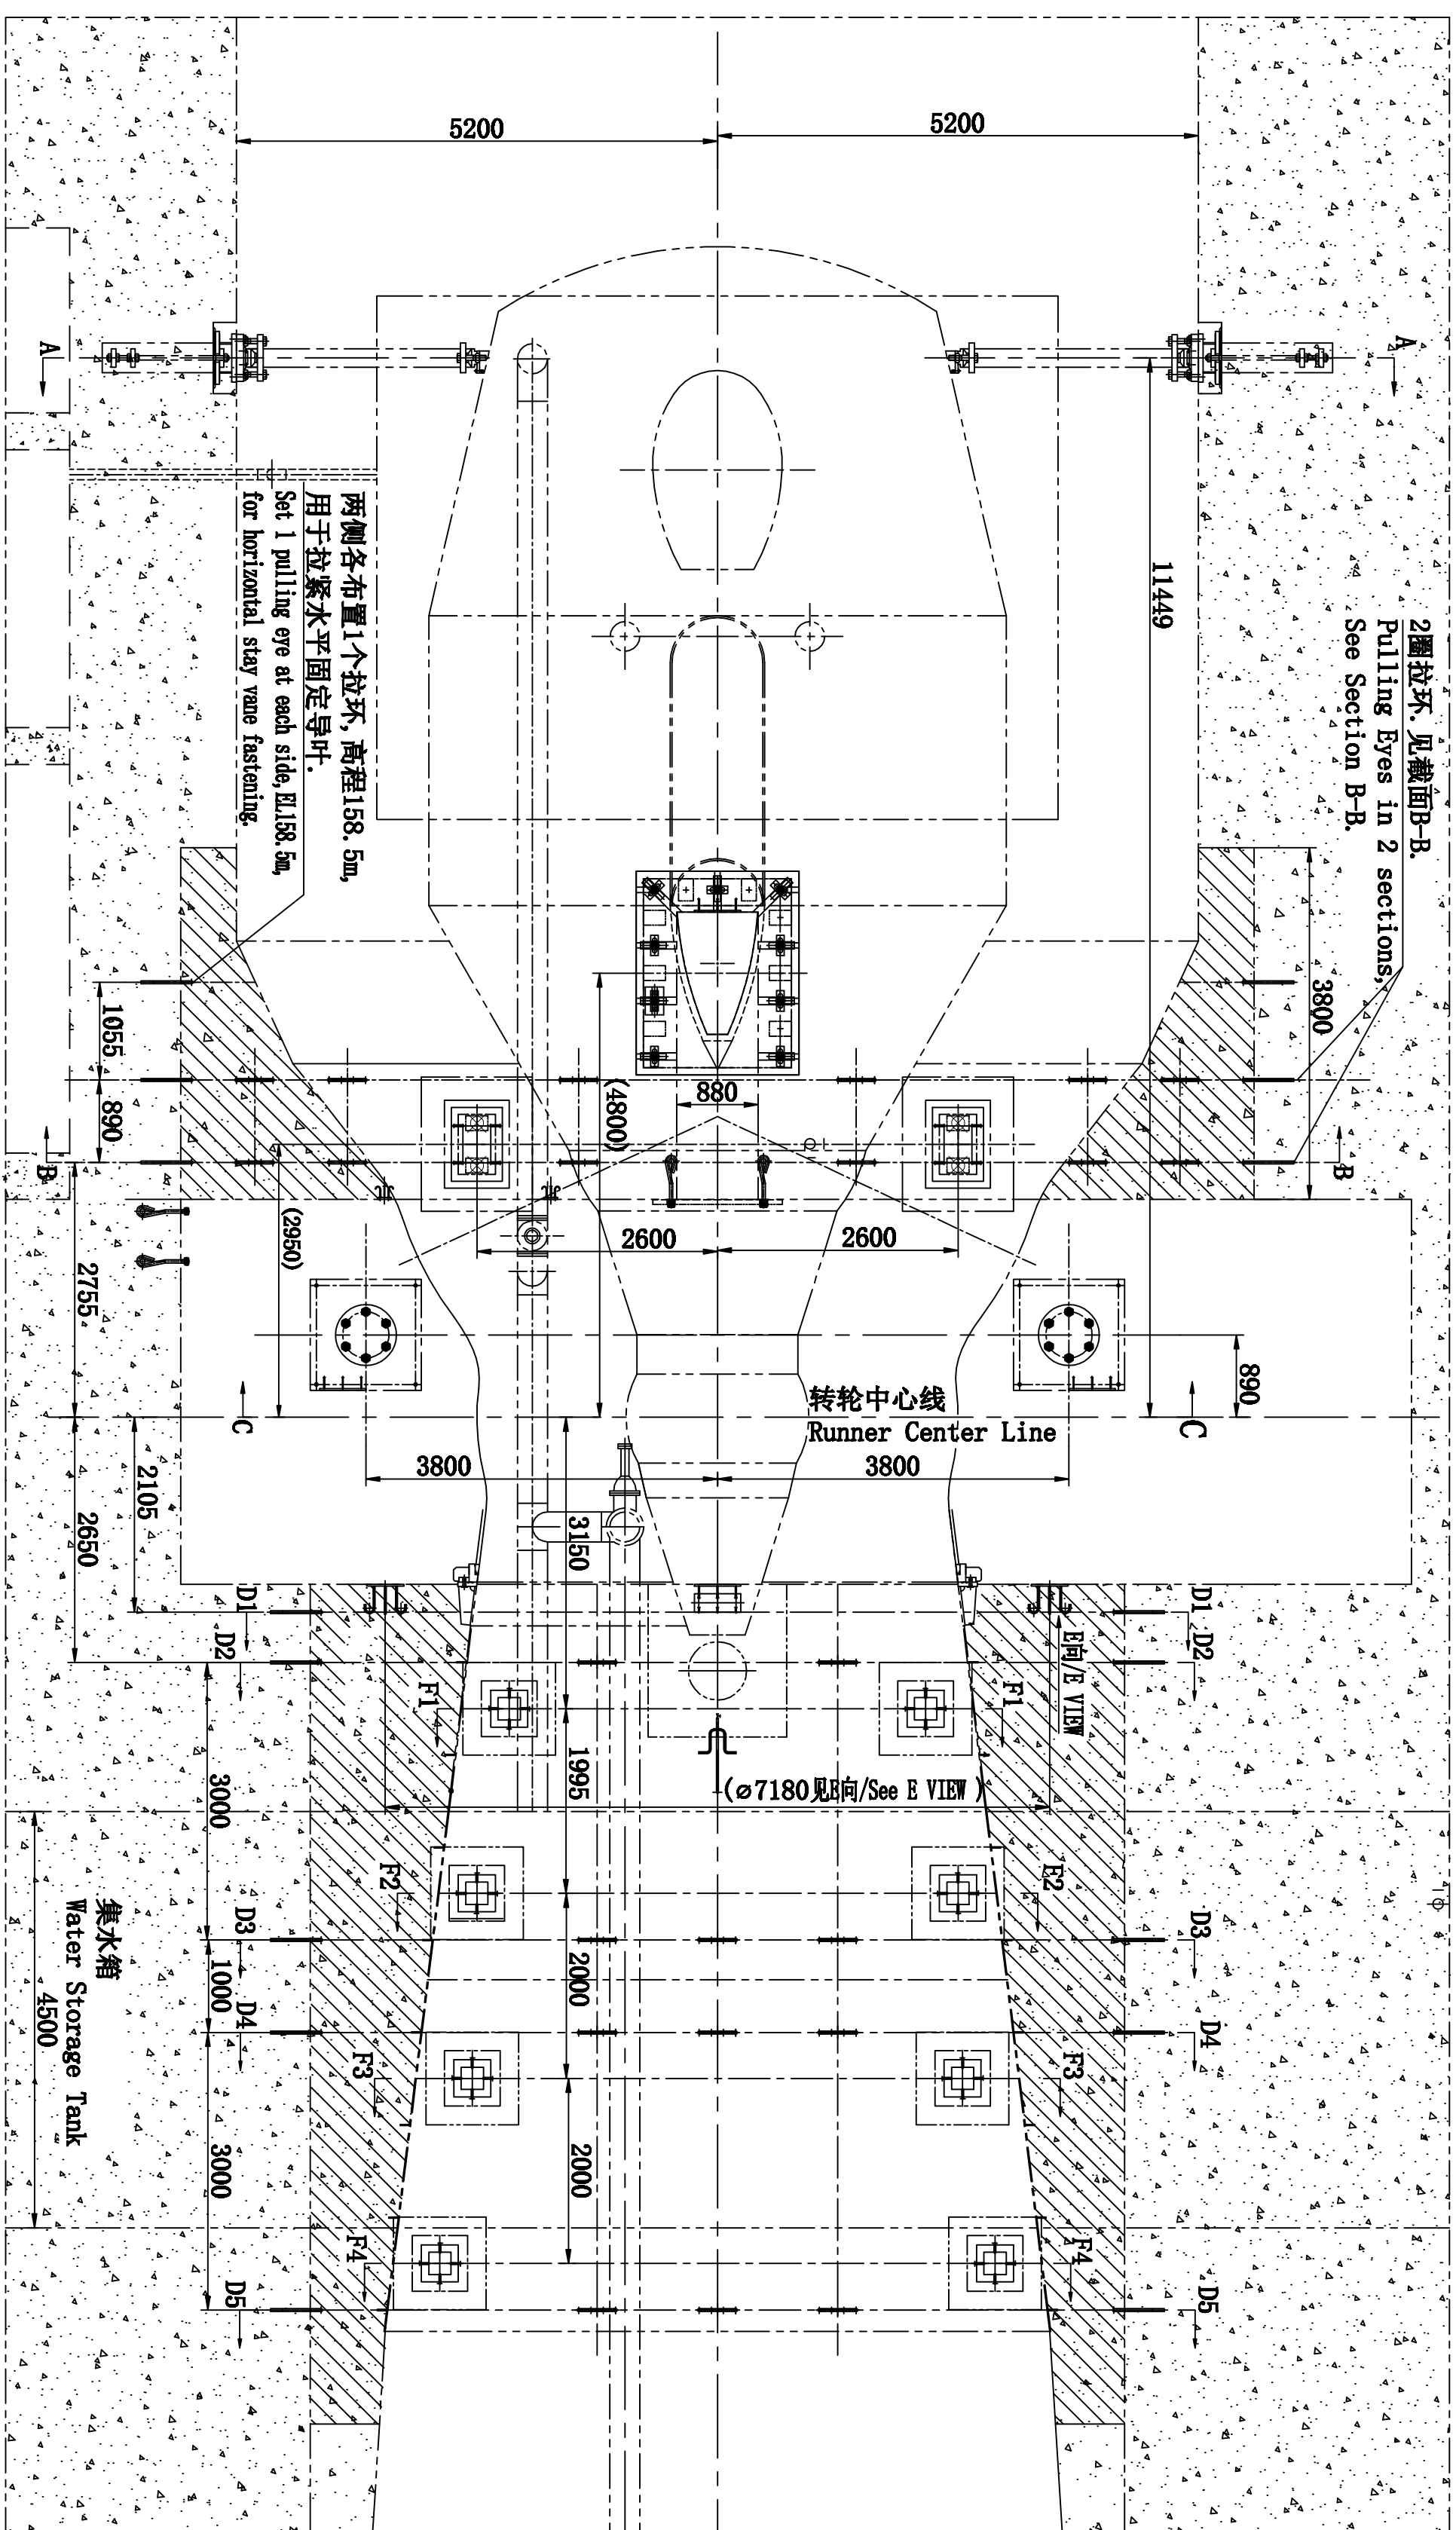 5200
5200
A
A
11449
2圈拉环.见截面B-B.
Pulling Eyes in 2 sections,
See Section B-B.
两侧各布置1个拉环,高程158.5m,
用于拉紧水平固定导叶.
Set 1 pulling eye at each side,EL158.5m,
for horizontal stay vane fastening.
3800
1055
890
(4800)
880
B
B
(2950)
2600
2600
2755
890
C
C
转轮中心线
Runner Center Line
3800
3800
2105
2650
3150
D1
D2
D1
D2
E向/E VIEW
F1
F1
1995
3000
(⌀7180见E向/See E VIEW )
F2
E2
D3
D3
2000
1000
D4
D4
F3
F3
集水箱
Water Storage Tank
4500
3000
2000
F4
F4
D5
D5